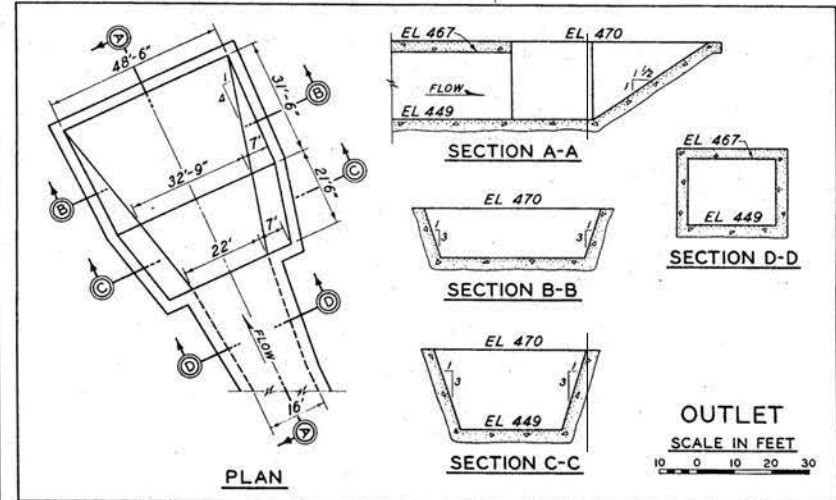 A
48'-6"
31'-6"
1
4
B
7'
32'-9"
C
21'-6"
B
7'
22'
C
D
FLOW
D
16'
A
PLAN
EL 467
EL 470
1 1/2
1
FLOW
EL 449
SECTION A-A
EL 470
1
3
1
3
SECTION B-B
EL 470
1
3
1
3
EL 449
SECTION C-C
EL 467
EL 449
SECTION D-D
OUTLET
SCALE IN FEET
10 0 10 20 30